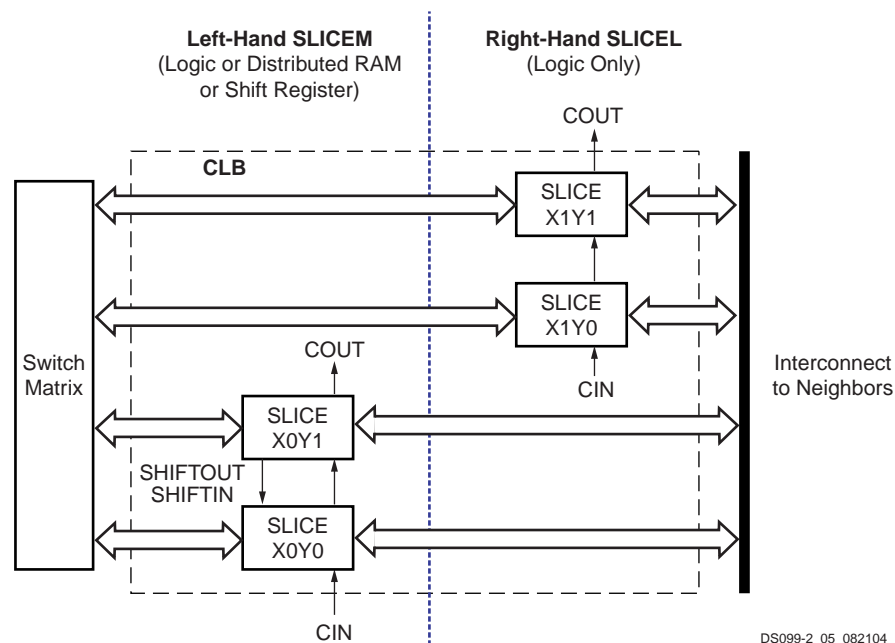 Left-Hand SLICEM
(Logic or Distributed RAM
or Shift Register)
Right-Hand SLICEL
(Logic Only)
COUT
CLB
SLICE
X1Y1
SLICE
X1Y0
COUT
CIN
Switch
Matrix
Interconnect
to Neighbors
SLICE
X0Y1
SHIFTOUT
SHIFTIN
SLICE
X0Y0
CIN
DS099-2_05_082104